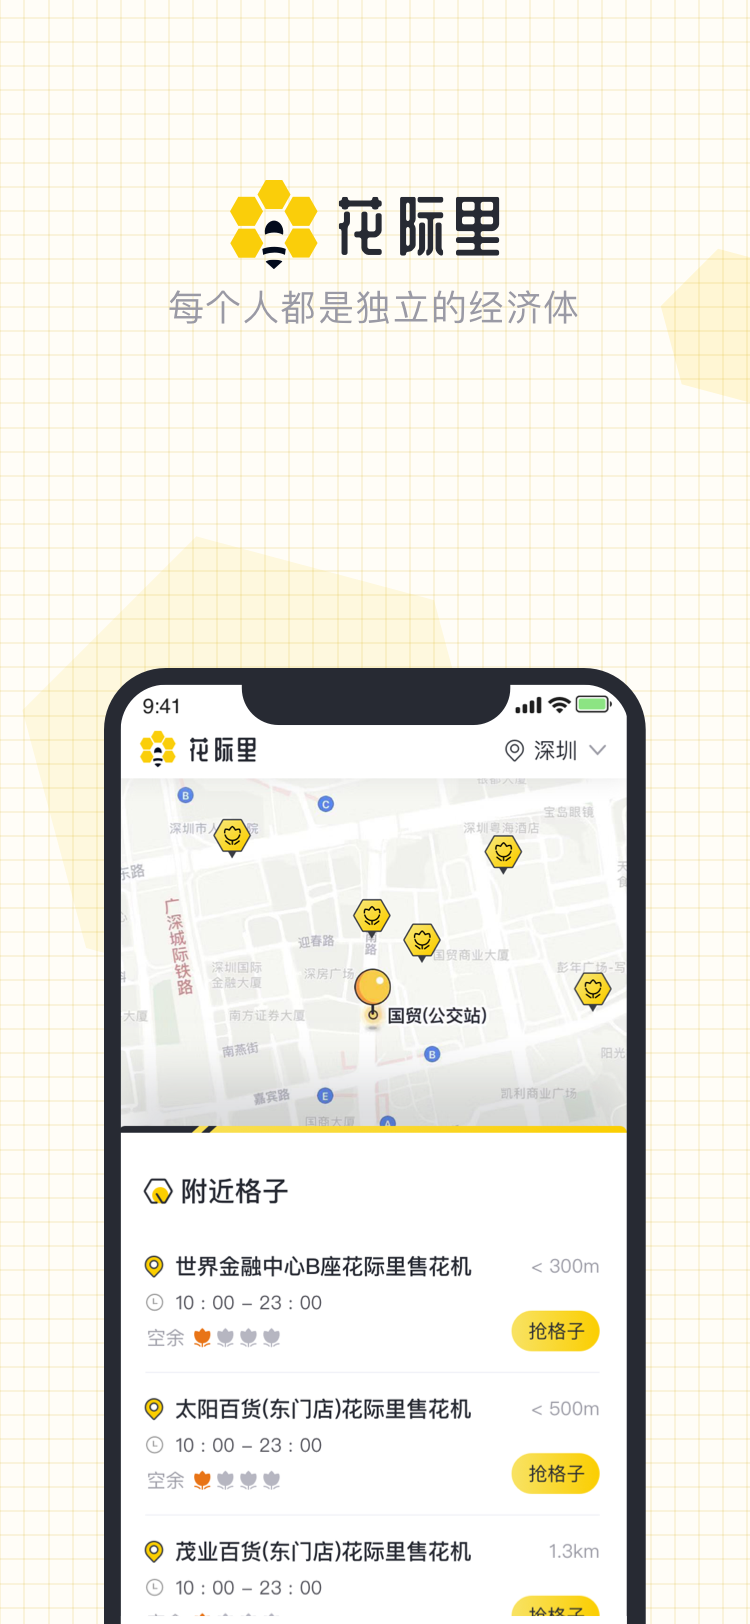 花际里
每个人都是独立的经济体
9:41
花际里
深圳
B
C
宝岛眼镜
深圳市人
院
深圳粤海酒店
东路
广深城际铁路
迎春路
南路
国贸商业大厦
深圳国际
金融大厦
深房广场
彭年广场-写
国贸(公交站)
大厦
南方证券大厦
南燕街
B
阳光
嘉宾路
E
凯利商业广场
国商大厦
A
附近格子
世界金融中心B座花际里售花机
< 300m
10 : 00 – 23 : 00
空余
抢格子
太阳百货(东门店)花际里售花机
< 500m
10 : 00 – 23 : 00
空余
抢格子
茂业百货(东门店)花际里售花机
1.3km
10 : 00 – 23 : 00
抢格子